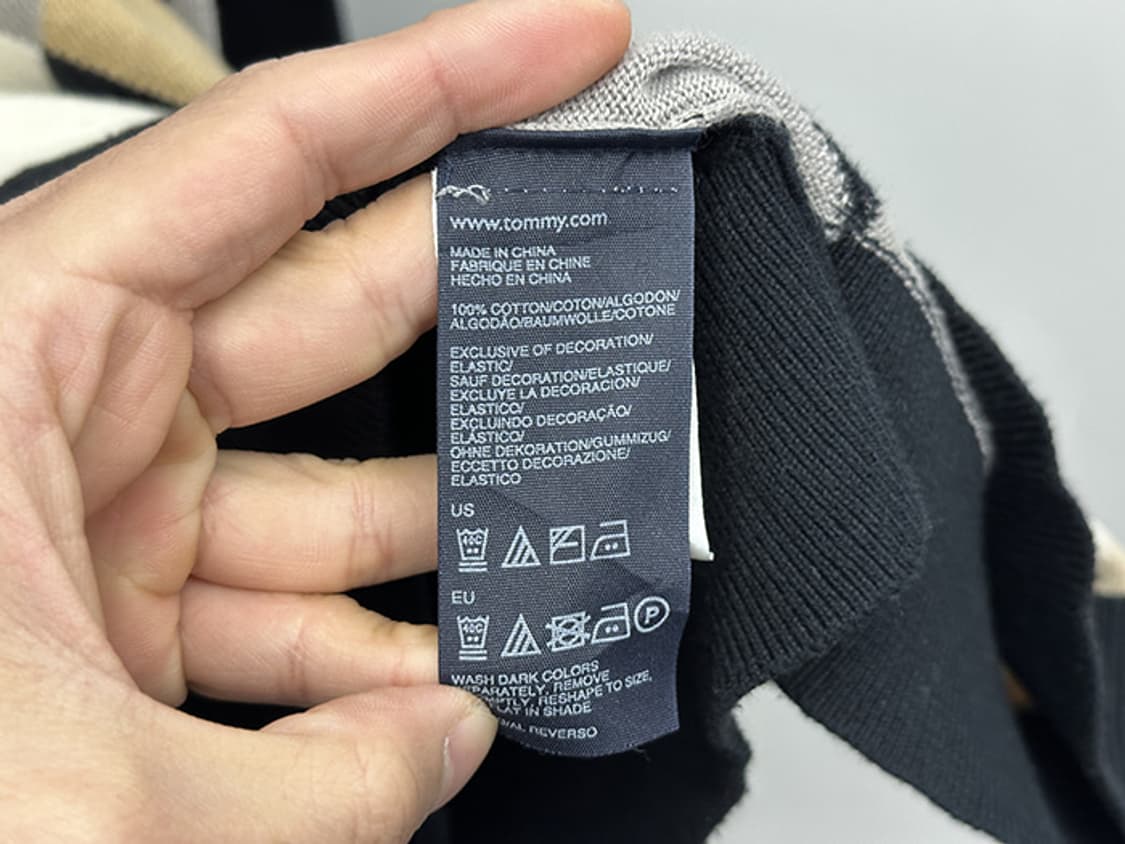 www.tommy.com
MADE IN CHINA
FABRIQUE EN CHINE
HECHO EN CHINA
100% COTTON/COTON/ALGODON/
ALGODÃO/BAUMWOLLE/COTONE
EXCLUSIVE OF DECORATION/
ELASTIC/
SAUF DECORATION/ELASTIQUE/
EXCLUYE LA DECORACION/
ELASTICO/
EXCLUINDO DECORAÇÃO/
ELÁSTICO/
OHNE DEKORATION/GUMMIZUG/
ECCETTO DECORAZIONE/
ELASTICO
US
40C
EU
40C
P
WASH DARK COLORS
REMOVE
RESHAPE TO SIZE,
IN SHADE
REVERSO